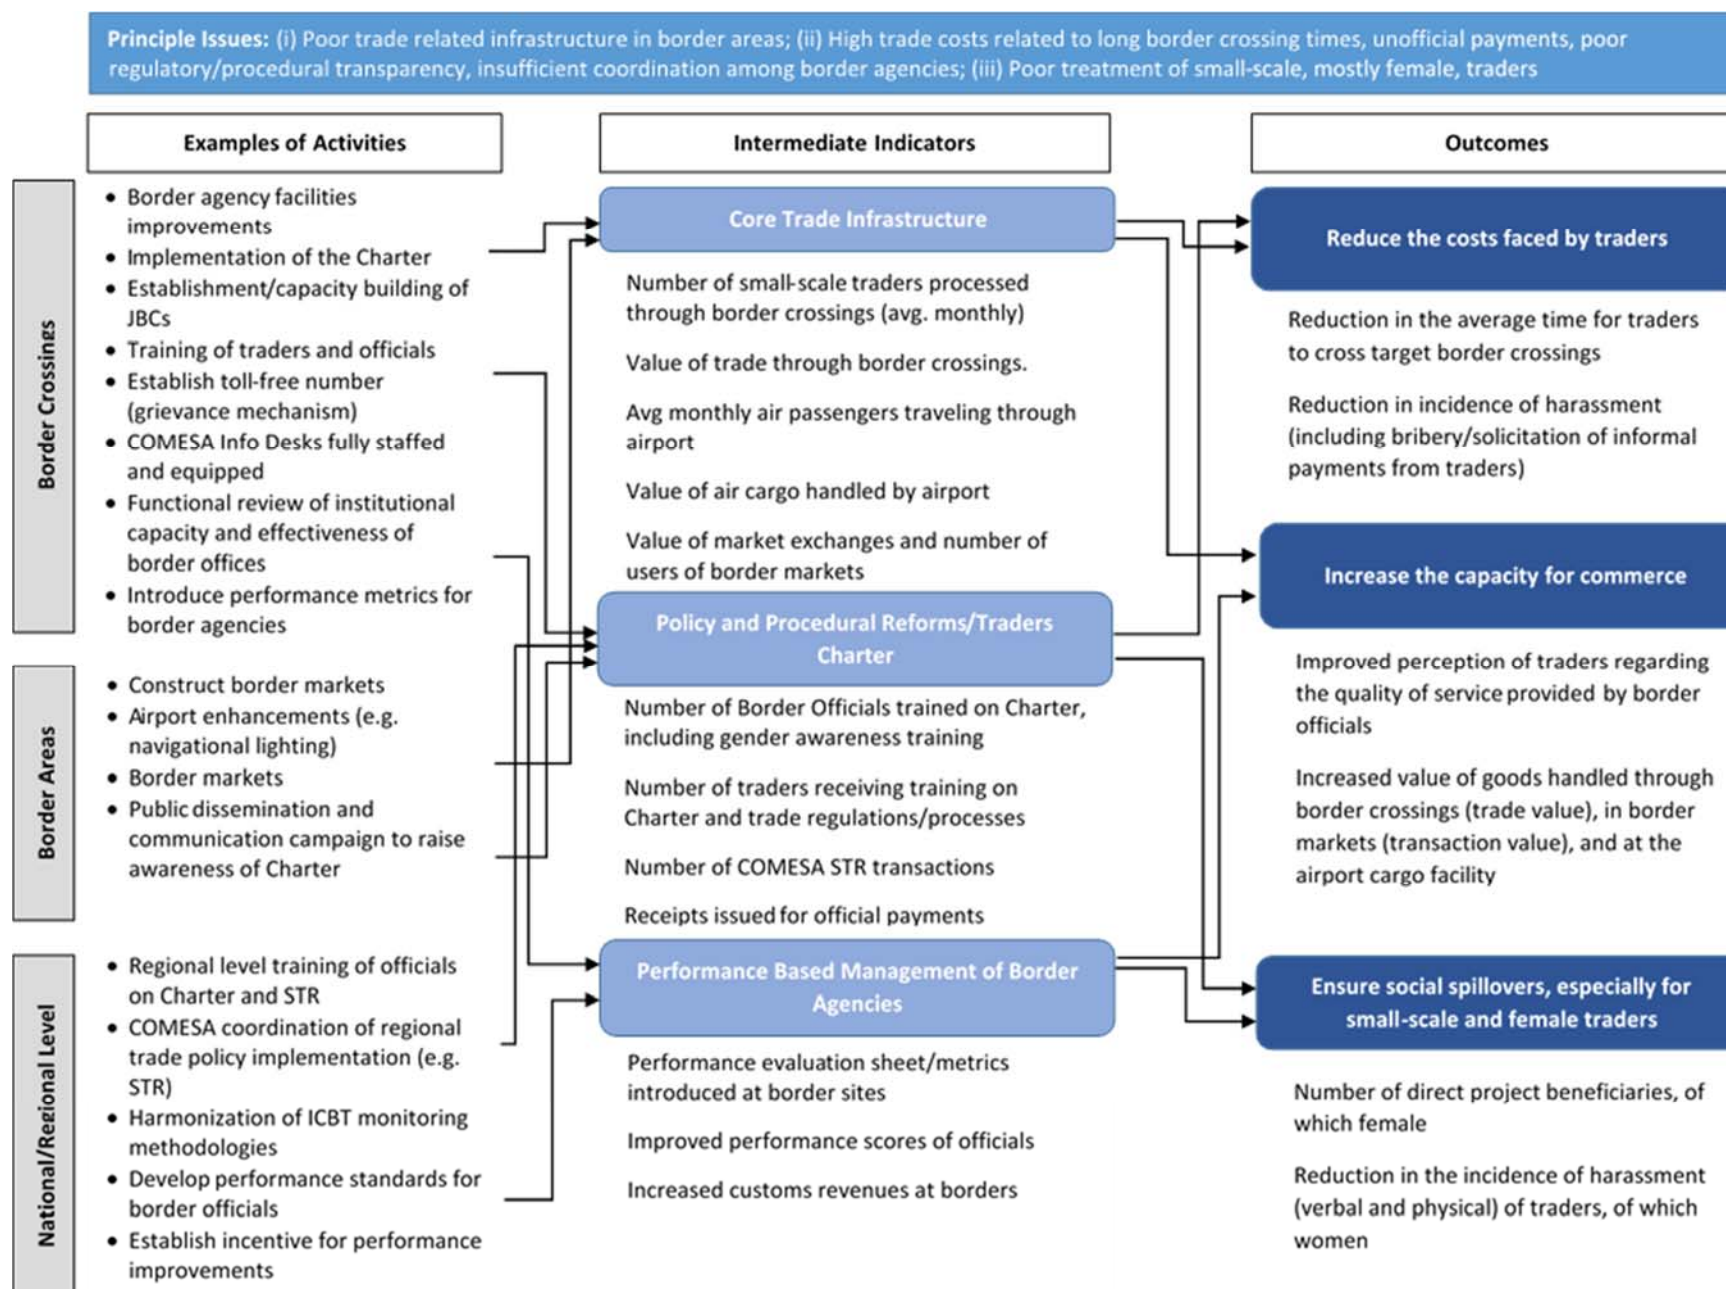 Principle Issues: (i) Poor trade related infrastructure in border areas; (ii) High trade costs related to long border crossing times, unofficial payments, poor
regulatory/procedural transparency, insufficient coordination among border agencies; (iii) Poor treatment of small-scale, mostly female, traders
Examples of Activities
Intermediate Indicators
Outcomes
Border Crossings
• Border agency facilities
improvements
• Implementation of the Charter
• Establishment/capacity building of
JBCs
• Training of traders and officials
• Establish toll-free number
(grievance mechanism)
• COMESA Info Desks fully staffed
and equipped
• Functional review of institutional
capacity and effectiveness of
border offices
• Introduce performance metrics for
border agencies
Border Areas
• Construct border markets
• Airport enhancements (e.g.
navigational lighting)
• Border markets
• Public dissemination and
communication campaign to raise
awareness of Charter
National/Regional Level
• Regional level training of officials
on Charter and STR
• COMESA coordination of regional
trade policy implementation (e.g.
STR)
• Harmonization of ICBT monitoring
methodologies
• Develop performance standards for
border officials
• Establish incentive for performance
improvements
Core Trade Infrastructure
Number of small-scale traders processed
through border crossings (avg. monthly)
Value of trade through border crossings.
Avg monthly air passengers traveling through
airport
Value of air cargo handled by airport
Value of market exchanges and number of
users of border markets
Policy and Procedural Reforms/Traders
Charter
Number of Border Officials trained on Charter,
including gender awareness training
Number of traders receiving training on
Charter and trade regulations/processes
Number of COMESA STR transactions
Receipts issued for official payments
Performance Based Management of Border
Agencies
Performance evaluation sheet/metrics
introduced at border sites
Improved performance scores of officials
Increased customs revenues at borders
Reduce the costs faced by traders
Reduction in the average time for traders
to cross target border crossings
Reduction in incidence of harassment
(including bribery/solicitation of informal
payments from traders)
Increase the capacity for commerce
Improved perception of traders regarding
the quality of service provided by border
officials
Increased value of goods handled through
border crossings (trade value), in border
markets (transaction value), and at the
airport cargo facility
Ensure social spillovers, especially for
small-scale and female traders
Number of direct project beneficiaries, of
which female
Reduction in the incidence of harassment
(verbal and physical) of traders, of which
women